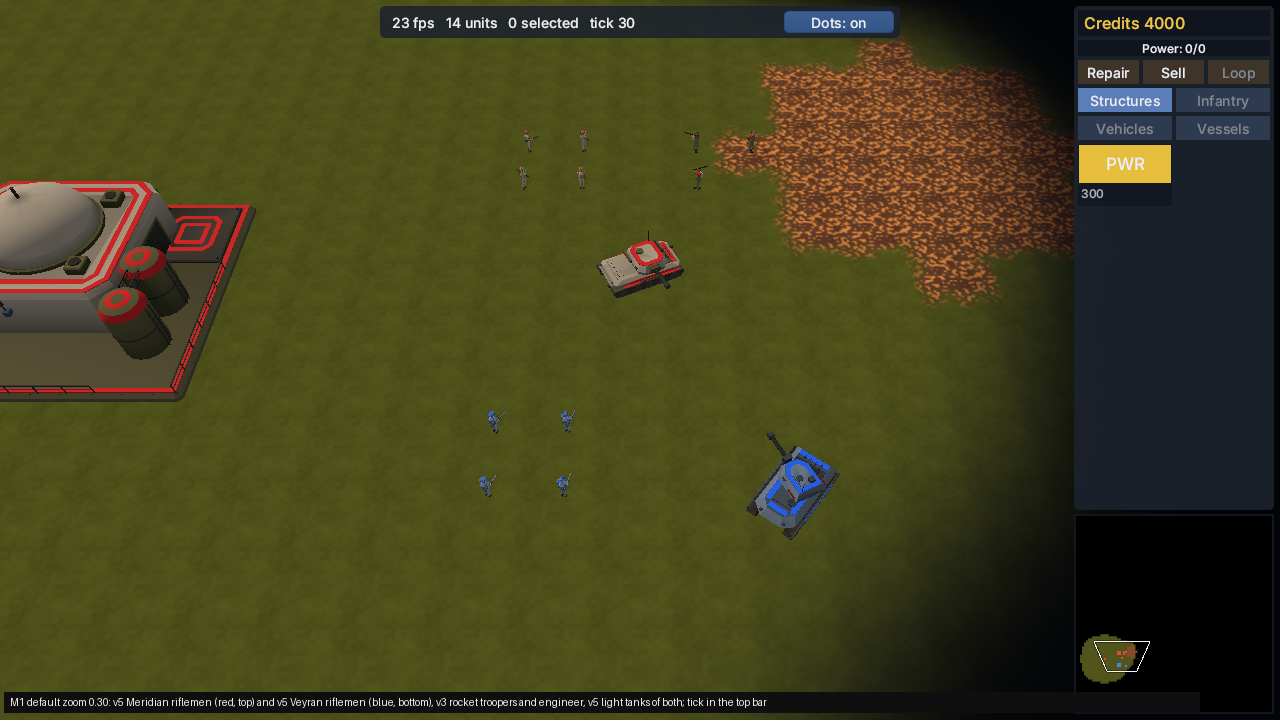 23 fps 14 units 0 selected tick 30 Dots: on
Credits 4000
Power: 0/0
Repair Sell Loop
Structures Infantry
Vehicles Vessels
PWR
300
M1 default zoom 0.30: v5 Meridian riflemen (red, top) and v5 Veyran riflemen (blue, bottom), v3 rocket troopers and engineer, v5 light tanks of both; tick in the top bar